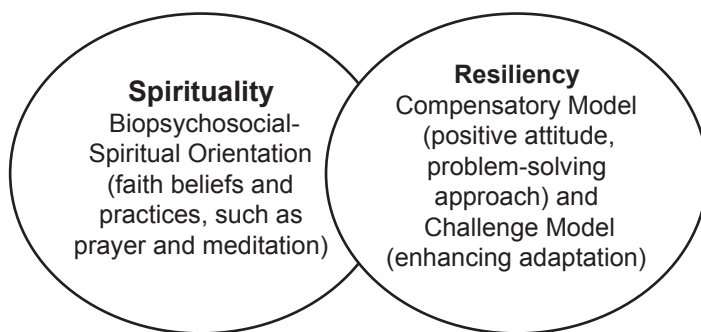 Spirituality
Biopsychosocial-
Spiritual Orientation
(faith beliefs and
practices, such as
prayer and meditation)
Resiliency
Compensatory Model
(positive attitude,
problem-solving
approach) and
Challenge Model
(enhancing adaptation)